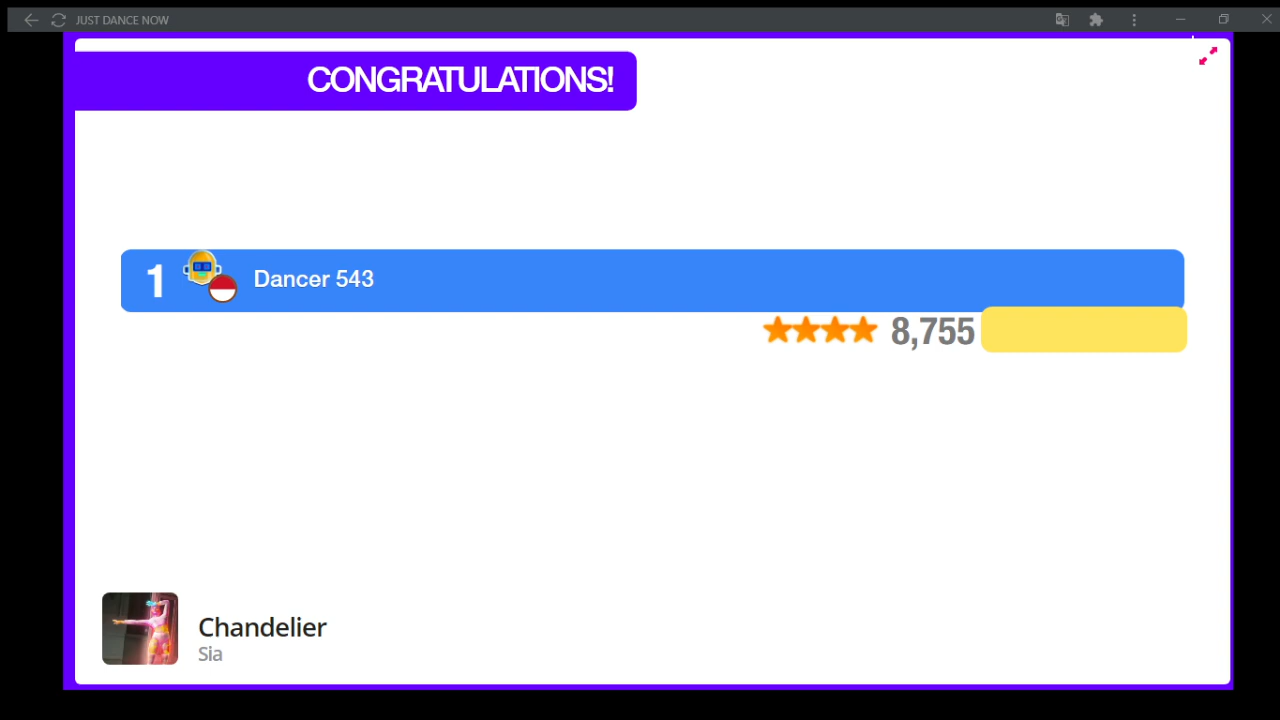 JUST DANCE NOW
CONGRATULATIONS!
1 Dancer 543
8,755
Chandelier
Sia